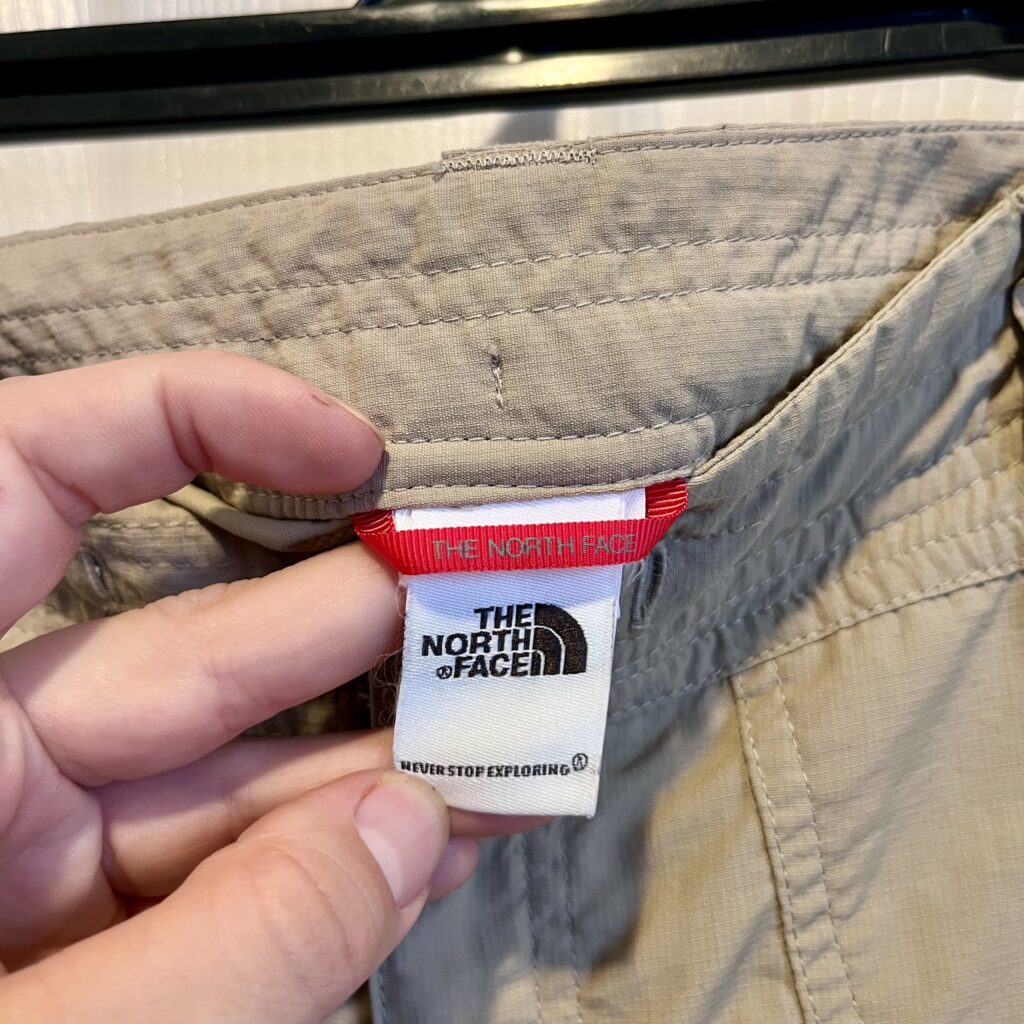 THE NORTH FACE
THE
NORTH
®FACE
NEVER STOP EXPLORING®